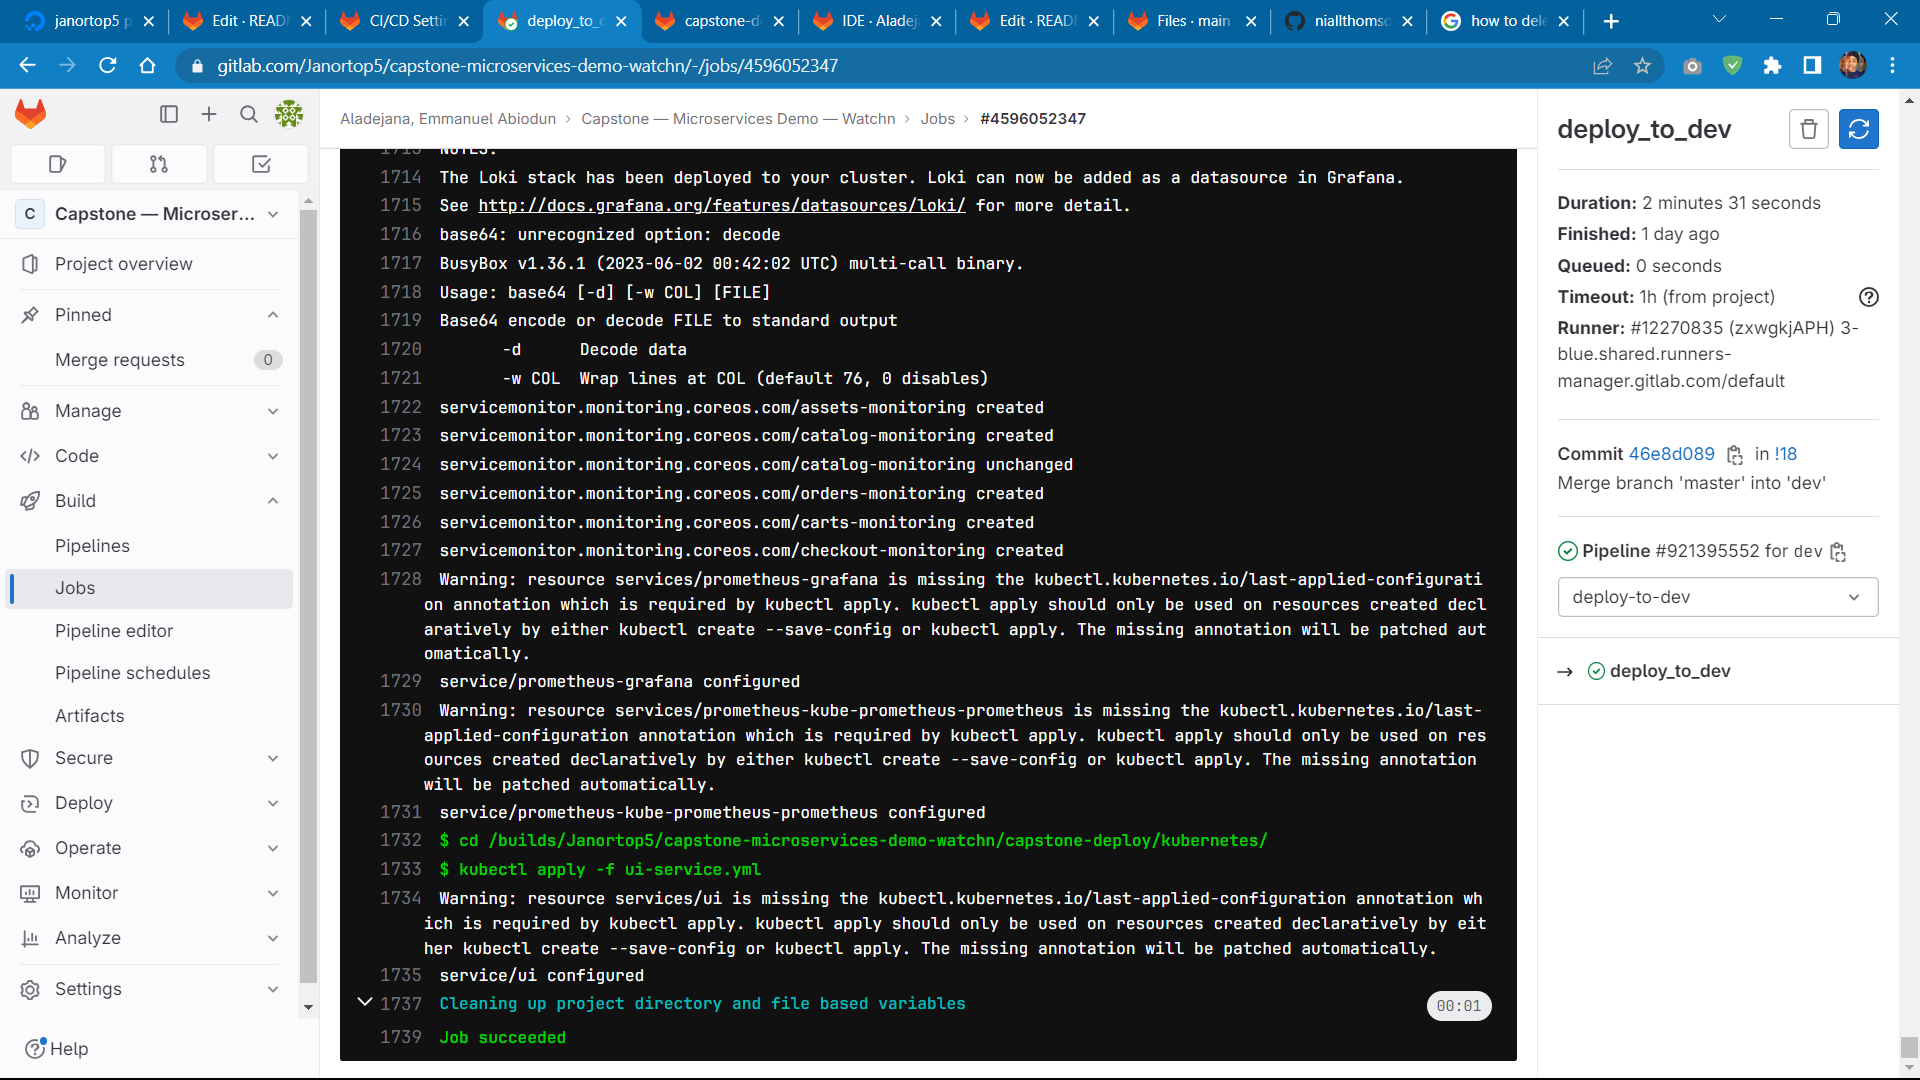 janortop5 p
Edit · READ
CI/CD Setti
deploy_to_d
capstone-d
IDE · Aladej
Edit · READ
Files · main
niallthomso
how to dele
gitlab.com/Janortop5/capstone-microservices-demo-watchn/-/jobs/4596052347
C Capstone — Microser...
Project overview
Pinned
Merge requests 0
Manage
Code
Build
Pipelines
Jobs
Pipeline editor
Pipeline schedules
Artifacts
Secure
Deploy
Operate
Monitor
Analyze
Settings
Help
Aladejana, Emmanuel Abiodun › Capstone — Microservices Demo — Watchn › Jobs › #4596052347
1713 NOTES:
1714 The Loki stack has been deployed to your cluster. Loki can now be added as a datasource in Grafana.
1715 See http://docs.grafana.org/features/datasources/loki/ for more detail.
1716 base64: unrecognized option: decode
1717 BusyBox v1.36.1 (2023-06-02 00:42:02 UTC) multi-call binary.
1718 Usage: base64 [-d] [-w COL] [FILE]
1719 Base64 encode or decode FILE to standard output
1720 -d Decode data
1721 -w COL Wrap lines at COL (default 76, 0 disables)
1722 servicemonitor.monitoring.coreos.com/assets-monitoring created
1723 servicemonitor.monitoring.coreos.com/catalog-monitoring created
1724 servicemonitor.monitoring.coreos.com/catalog-monitoring unchanged
1725 servicemonitor.monitoring.coreos.com/orders-monitoring created
1726 servicemonitor.monitoring.coreos.com/carts-monitoring created
1727 servicemonitor.monitoring.coreos.com/checkout-monitoring created
1728 Warning: resource services/prometheus-grafana is missing the kubectl.kubernetes.io/last-applied-configurati
on annotation which is required by kubectl apply. kubectl apply should only be used on resources created decl
aratively by either kubectl create --save-config or kubectl apply. The missing annotation will be patched aut
omatically.
1729 service/prometheus-grafana configured
1730 Warning: resource services/prometheus-kube-prometheus-prometheus is missing the kubectl.kubernetes.io/last-
applied-configuration annotation which is required by kubectl apply. kubectl apply should only be used on res
ources created declaratively by either kubectl create --save-config or kubectl apply. The missing annotation
will be patched automatically.
1731 service/prometheus-kube-prometheus-prometheus configured
1732 $ cd /builds/Janortop5/capstone-microservices-demo-watchn/capstone-deploy/kubernetes/
1733 $ kubectl apply -f ui-service.yml
1734 Warning: resource services/ui is missing the kubectl.kubernetes.io/last-applied-configuration annotation wh
ich is required by kubectl apply. kubectl apply should only be used on resources created declaratively by eit
her kubectl create --save-config or kubectl apply. The missing annotation will be patched automatically.
1735 service/ui configured
1737 Cleaning up project directory and file based variables 00:01
1739 Job succeeded
deploy_to_dev
Duration: 2 minutes 31 seconds
Finished: 1 day ago
Queued: 0 seconds
Timeout: 1h (from project)
Runner: #12270835 (zxwgkjAPH) 3-
blue.shared.runners-
manager.gitlab.com/default
Commit 46e8d089 in !18
Merge branch 'master' into 'dev'
Pipeline #921395552 for dev
deploy-to-dev
→ deploy_to_dev